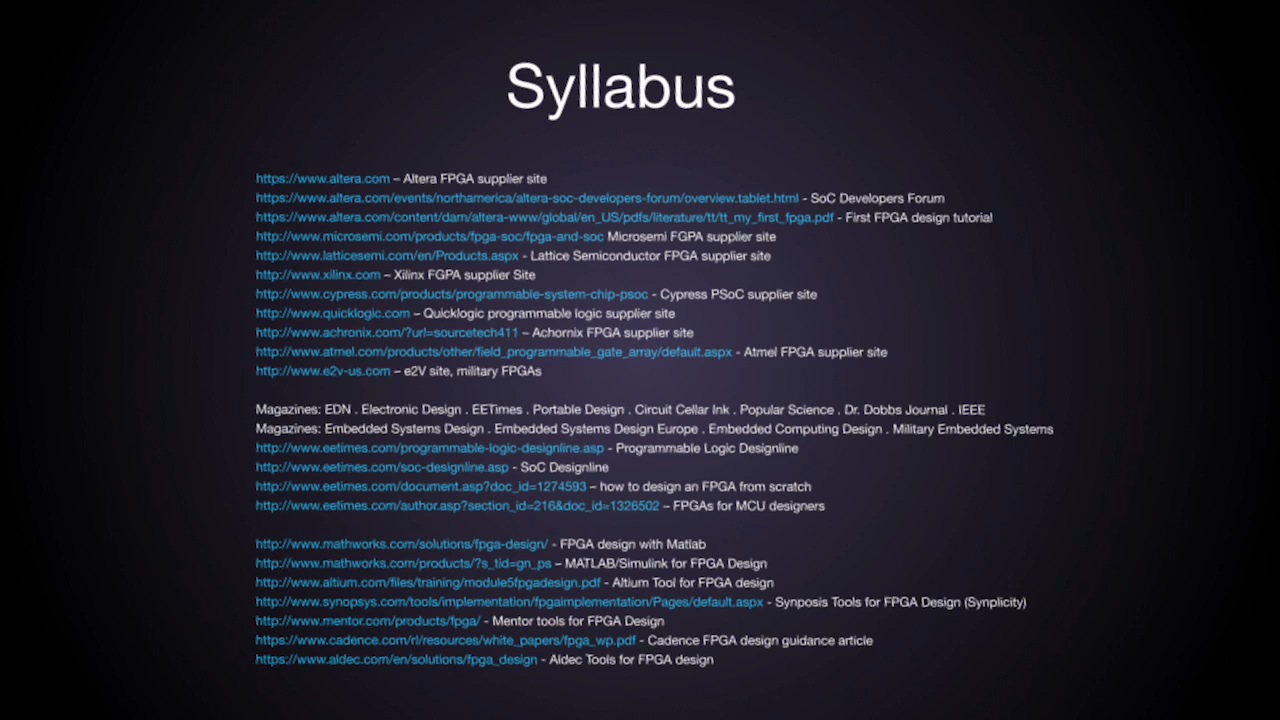 Syllabus
https://www.altera.com – Altera FPGA supplier site
https://www.altera.com/events/northamerica/altera-soc-developers-forum/overview.tablet.html - SoC Developers Forum
https://www.altera.com/content/dam/altera-www/global/en_US/pdfs/literature/tt/tt_my_first_fpga.pdf - First FPGA design tutorial
http://www.microsemi.com/products/fpga-soc/fpga-and-soc Microsemi FGPA supplier site
http://www.latticesemi.com/en/Products.aspx - Lattice Semiconductor FPGA supplier site
http://www.xilinx.com – Xilinx FGPA supplier Site
http://www.cypress.com/products/programmable-system-chip-psoc - Cypress PSoC supplier site
http://www.quicklogic.com – Quicklogic programmable logic supplier site
http://www.achronix.com/?url=sourcetech411 – Achornix FPGA supplier site
http://www.atmel.com/products/other/field_programmable_gate_array/default.aspx - Atmel FPGA supplier site
http://www.e2v-us.com – e2V site, military FPGAs
Magazines: EDN . Electronic Design . EETimes . Portable Design . Circuit Cellar Ink . Popular Science . Dr. Dobbs Journal . IEEE
Magazines: Embedded Systems Design . Embedded Systems Design Europe . Embedded Computing Design . Military Embedded Systems
http://www.eetimes.com/programmable-logic-designline.asp - Programmable Logic Designline
http://www.eetimes.com/soc-designline.asp - SoC Designline
http://www.eetimes.com/document.asp?doc_id=1274593 – how to design an FPGA from scratch
http://www.eetimes.com/author.asp?section_id=216&doc_id=1326502 – FPGAs for MCU designers
http://www.mathworks.com/solutions/fpga-design/ - FPGA design with Matlab
http://www.mathworks.com/products/?s_tid=gn_ps – MATLAB/Simulink for FPGA Design
http://www.altium.com/files/training/module5fpgadesign.pdf - Altium Tool for FPGA design
http://www.synopsys.com/tools/implementation/fpgaimplementation/Pages/default.aspx - Synposis Tools for FPGA Design (Synplicity)
http://www.mentor.com/products/fpga/ - Mentor tools for FPGA Design
https://www.cadence.com/rl/resources/white_papers/fpga_wp.pdf - Cadence FPGA design guidance article
https://www.aldec.com/en/solutions/fpga_design - Aldec Tools for FPGA design